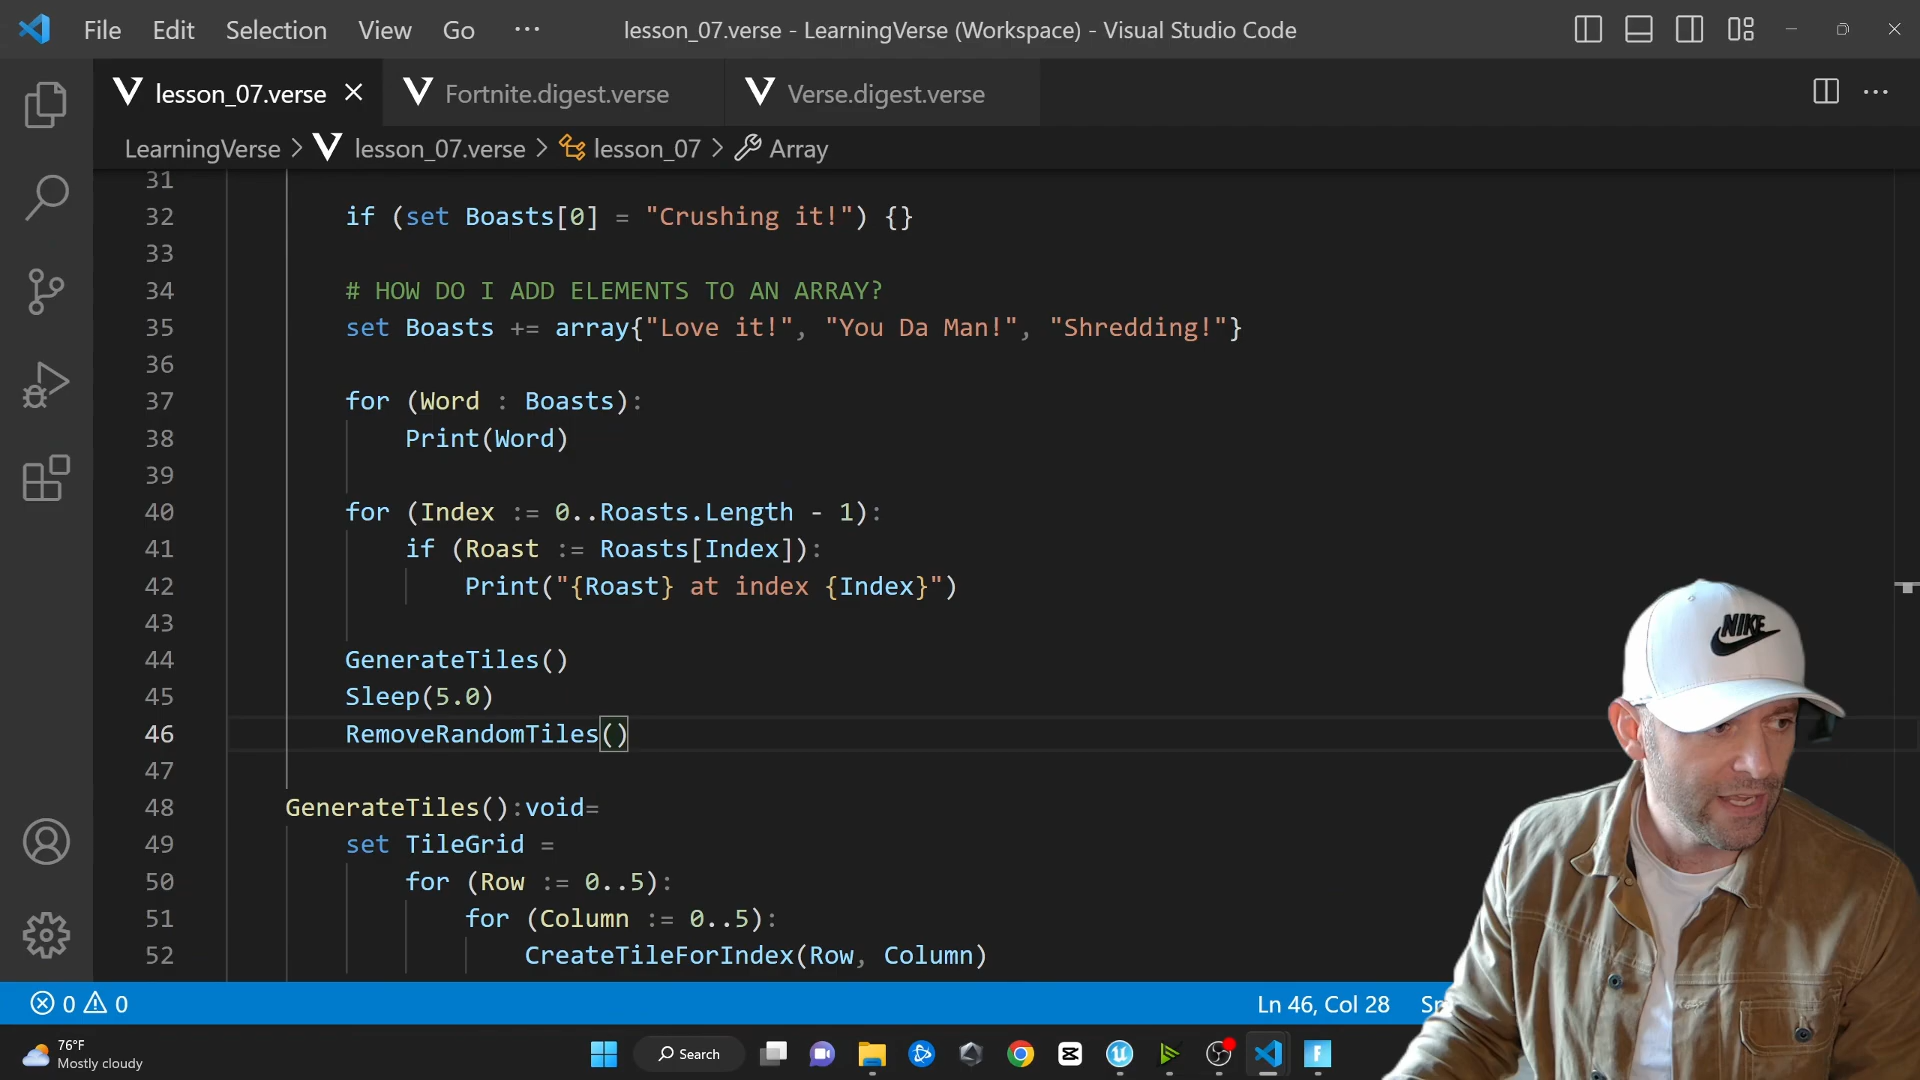 File Edit Selection View Go ··· lesson_07.verse - LearningVerse (Workspace) - Visual Studio Code
lesson_07.verse Fortnite.digest.verse Verse.digest.verse
LearningVerse > lesson_07.verse > lesson_07 > Array
31
32 if (set Boasts[0] = "Crushing it!") {}
33
34 # HOW DO I ADD ELEMENTS TO AN ARRAY?
35 set Boasts += array{"Love it!", "You Da Man!", "Shredding!"}
36
37 for (Word : Boasts):
38 Print(Word)
39
40 for (Index := 0..Roasts.Length - 1):
41 if (Roast := Roasts[Index]):
42 Print("{Roast} at index {Index}")
43
44 GenerateTiles()
45 Sleep(5.0)
46 RemoveRandomTiles()
47
48 GenerateTiles():void=
49 set TileGrid =
50 for (Row := 0..5):
51 for (Column := 0..5):
52 CreateTileForIndex(Row, Column)
NIKE
0 0 Ln 46, Col 28
76°F
Mostly cloudy
Search